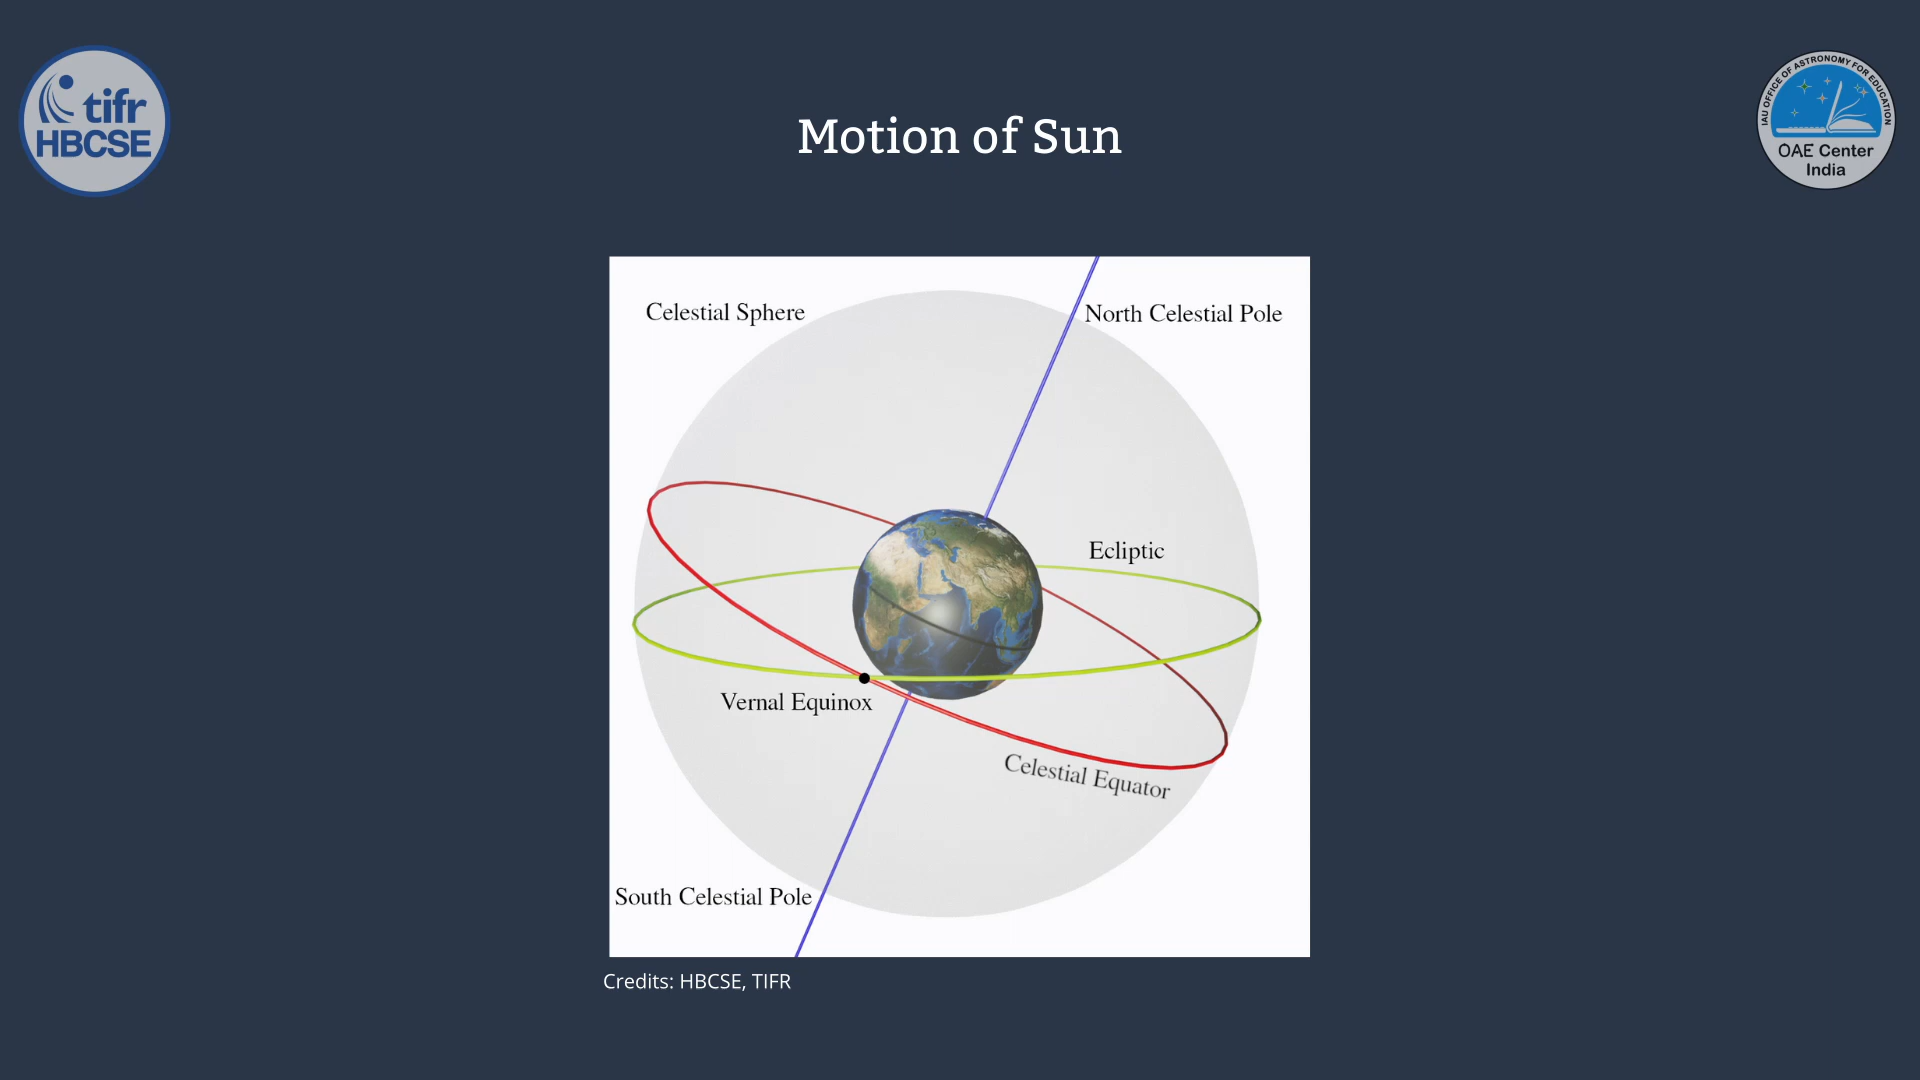 tifr
HBCSE
IAU OFFICE OF ASTRONOMY FOR EDUCATION
OAE Center
India
Motion of Sun
Celestial Sphere
North Celestial Pole
Ecliptic
Vernal Equinox
Celestial Equator
South Celestial Pole
Credits: HBCSE, TIFR